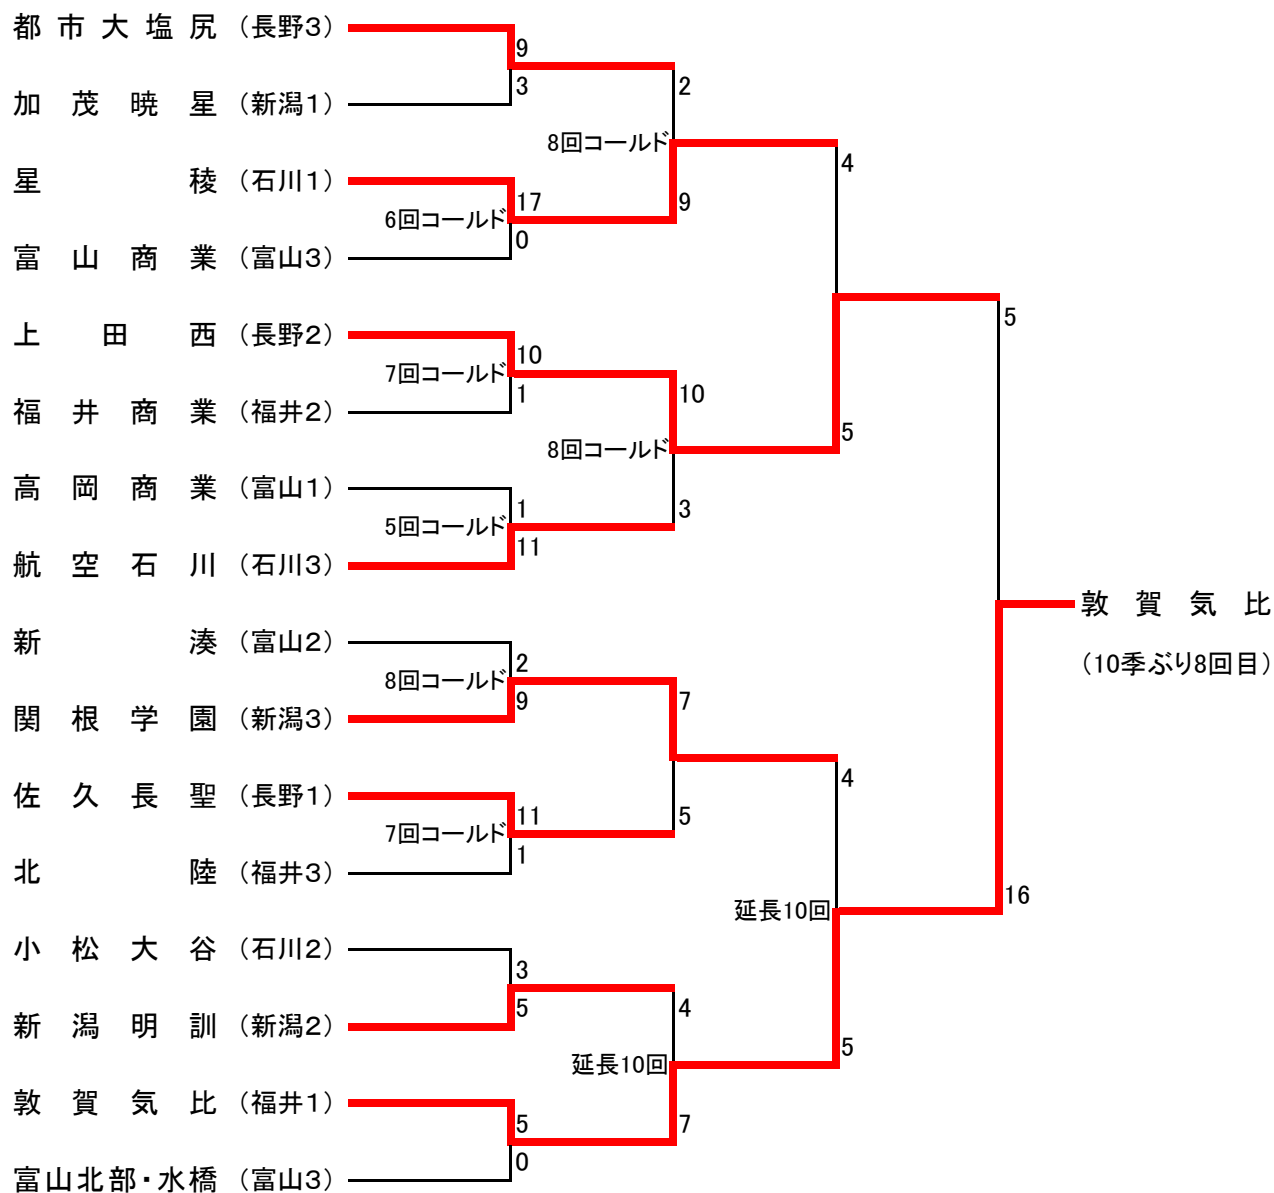 都市大塩尻（長野3）
9
3
加茂暁星（新潟1）
2
8回コールド
4
星稜（石川1）
17
6回コールド
0
9
富山商業（富山3）
5
上田西（長野2）
10
7回コールド
1
10
福井商業（福井2）
8回コールド
5
高岡商業（富山1）
1
5回コールド
11
3
航空石川（石川3）
敦賀気比
（10季ぶり8回目）
新湊（富山2）
2
8回コールド
9
7
関根学園（新潟3）
4
佐久長聖（長野1）
11
7回コールド
1
5
北陸（福井3）
16
延長10回
小松大谷（石川2）
3
5
4
新潟明訓（新潟2）
5
延長10回
敦賀気比（福井1）
5
0
7
富山北部・水橋（富山3）